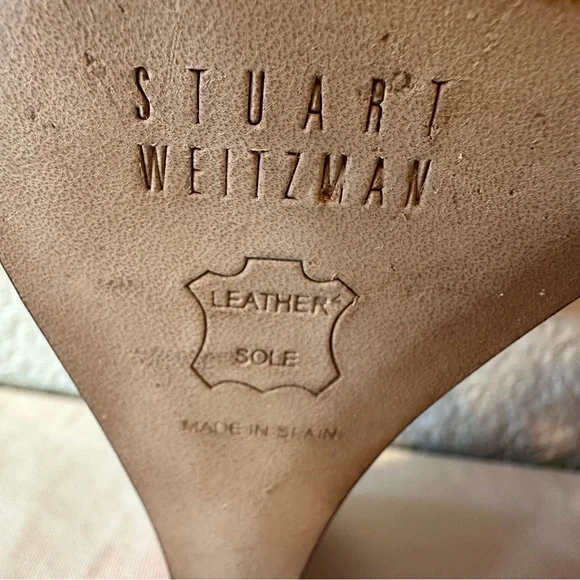 STUART
WEITZMAN
LEATHER
SOLE
MADE IN SPAIN